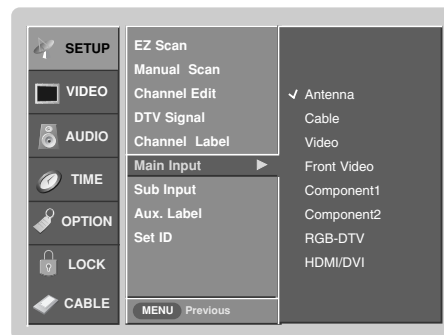 SETUP
VIDEO
AUDIO
TIME
OPTION
LOCK
CABLE
EZ Scan
Manual Scan
Channel Edit
DTV Signal
Channel Label
Main Input ►
Sub Input
Aux. Label
Set ID
MENU Previous
✓ Antenna
Cable
Video
Front Video
Component1
Component2
RGB-DTV
HDMI/DVI